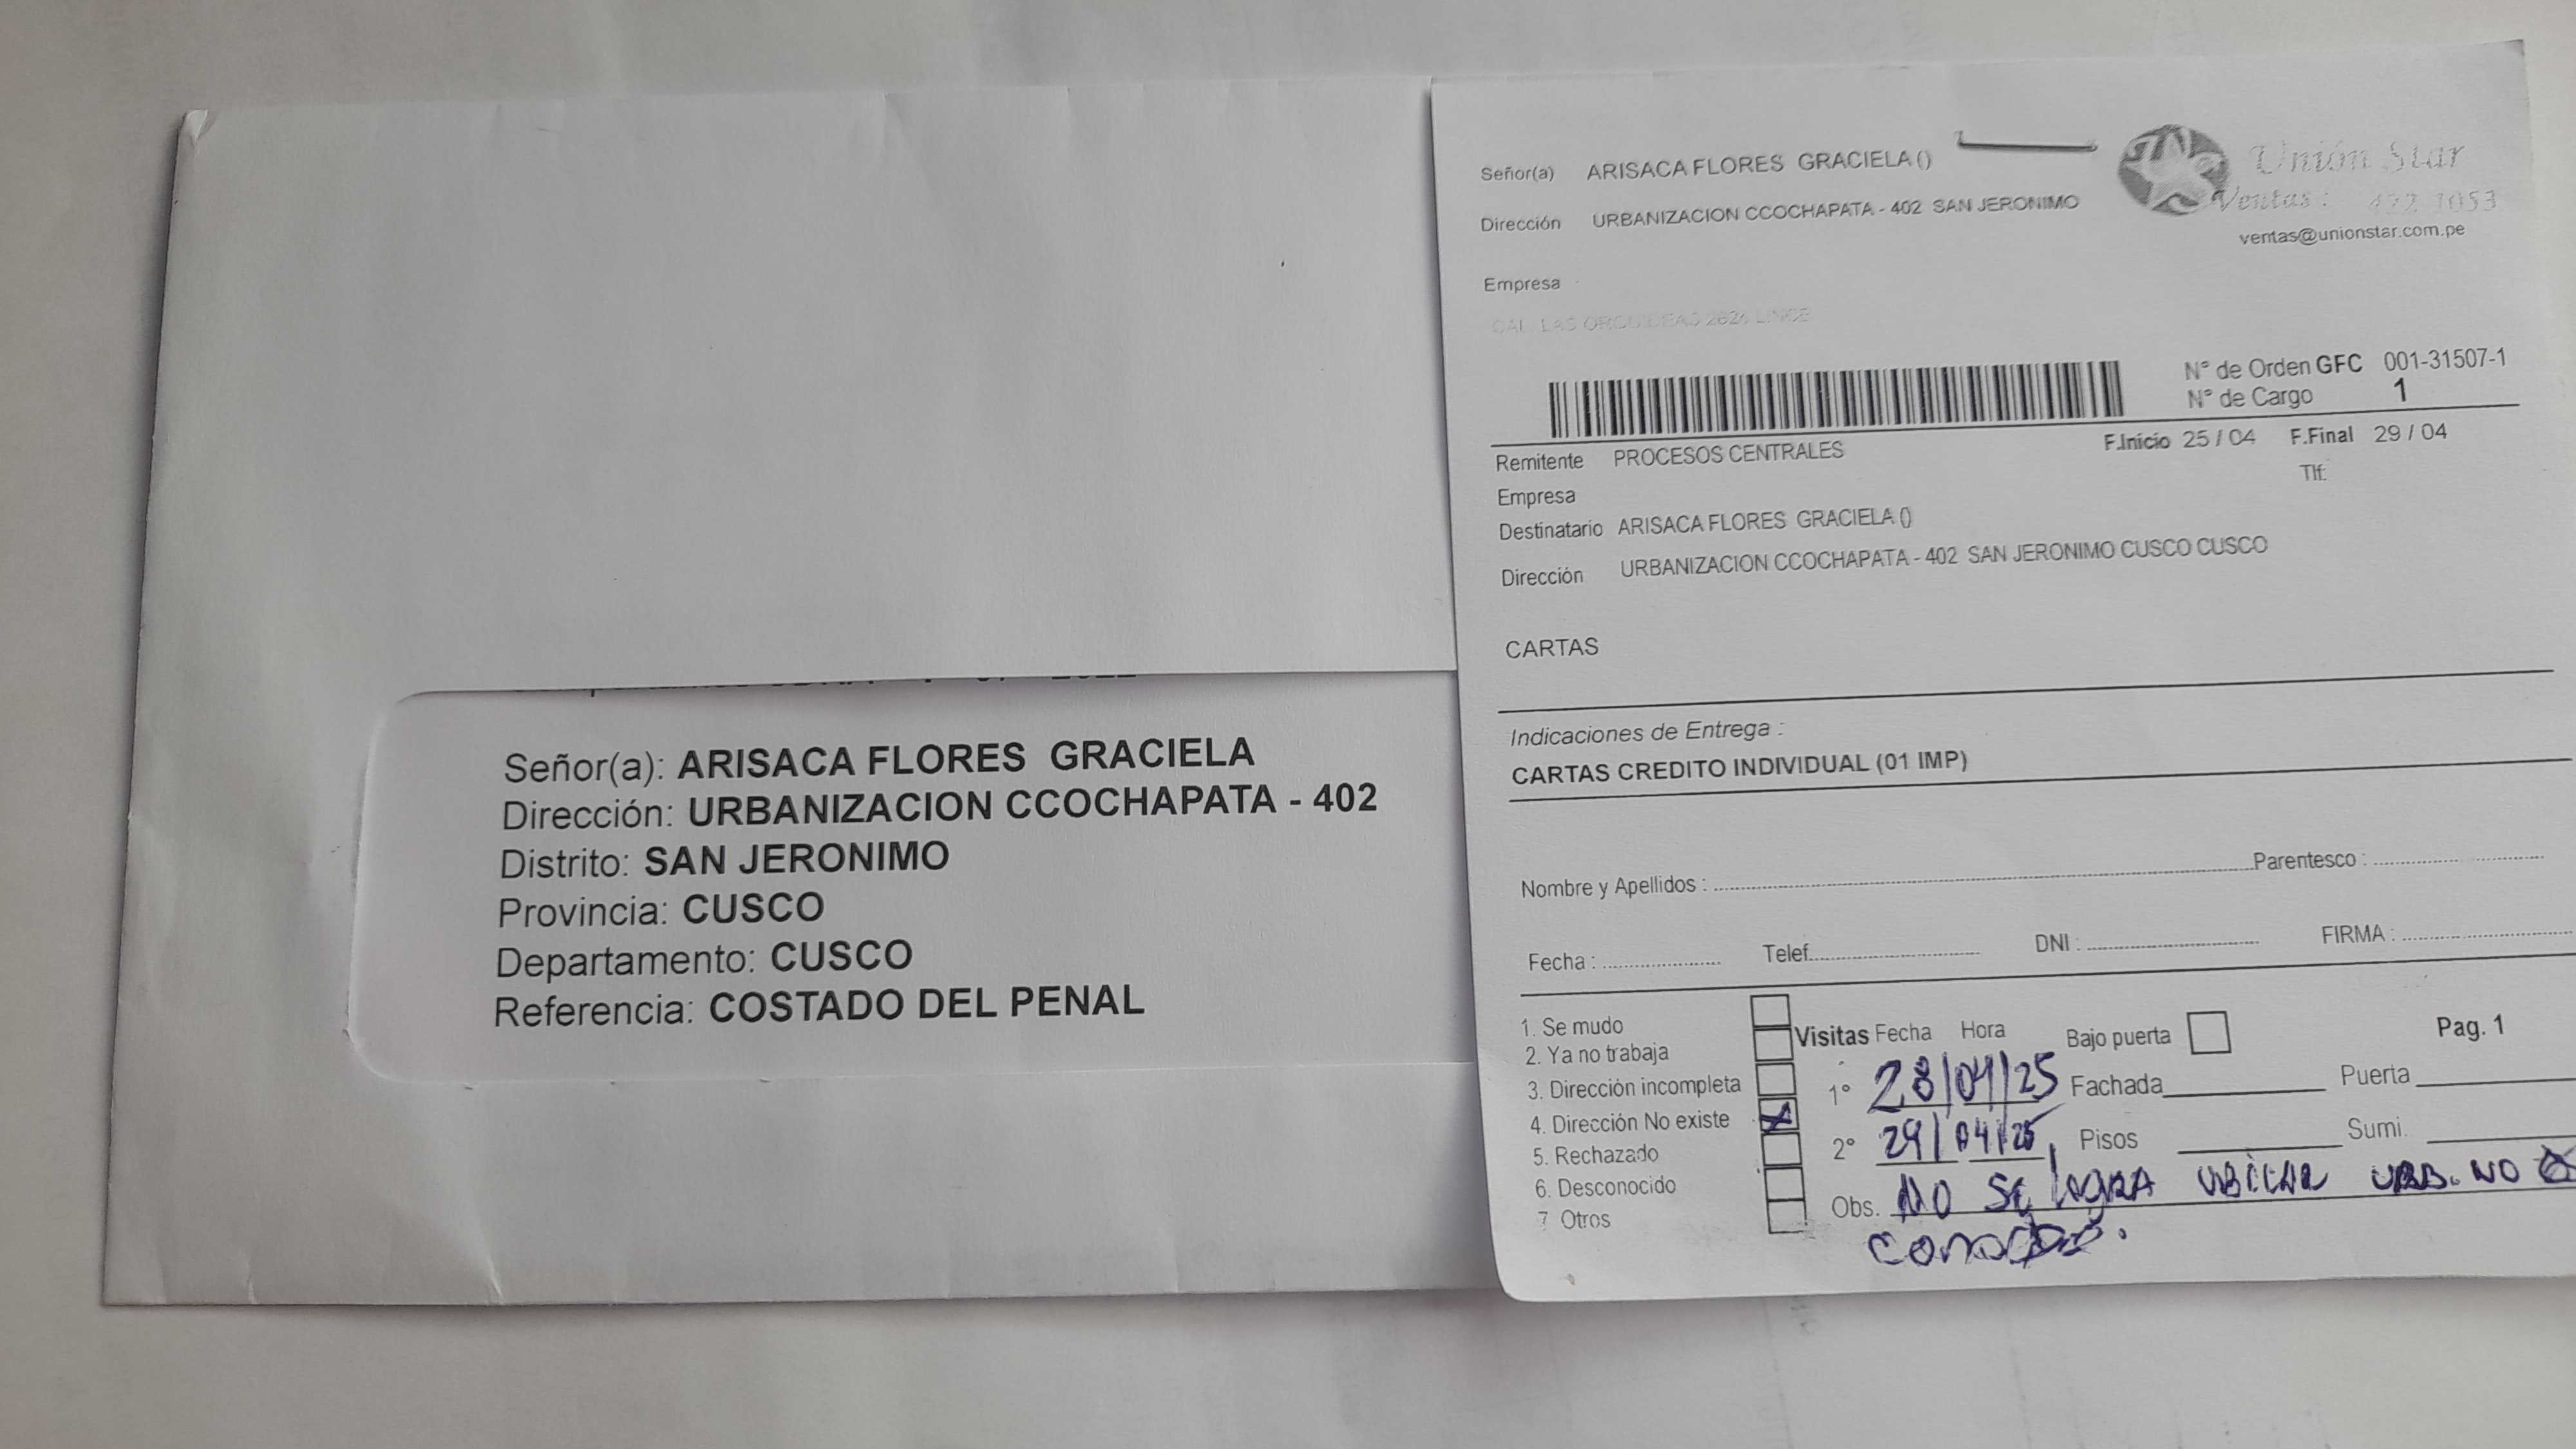 Señor(a): ARISACA FLORES GRACIELA
Dirección: URBANIZACION CCOCHAPATA - 402
Distrito: SAN JERONIMO
Provincia: CUSCO
Departamento: CUSCO
Referencia: COSTADO DEL PENAL
Señor(a) ARISACA FLORES GRACIELA ()
Dirección URBANIZACION CCOCHAPATA - 402 SAN JERONIMO
Unión Star
Ventas : 422 1053
ventas@unionstar.com.pe
Empresa
CAL. LAS ORQUIDEAS LINCE
N° de Orden GFC 001-31507-1
N° de Cargo 1
Remitente PROCESOS CENTRALES F.Inicio 25 / 04 F.Final 29 / 04
Tlf:
Empresa
Destinatario ARISACA FLORES GRACIELA ()
Dirección URBANIZACION CCOCHAPATA - 402 SAN JERONIMO CUSCO CUSCO
CARTAS
Indicaciones de Entrega :
CARTAS CREDITO INDIVIDUAL (01 IMP)
Nombre y Apellidos : Parentesco :
Fecha : Telef. DNI : FIRMA :
1. Se mudo
2. Ya no trabaja
3. Dirección incompleta
4. Dirección No existe
5. Rechazado
6. Desconocido
7 Otros
Visitas Fecha Hora Bajo puerta Pag. 1
1° 28/04/25 Fachada Puerta
2° 29/04/25 Pisos Sumi.
Obs. NO SE LOGRA UBICAR URB. NO